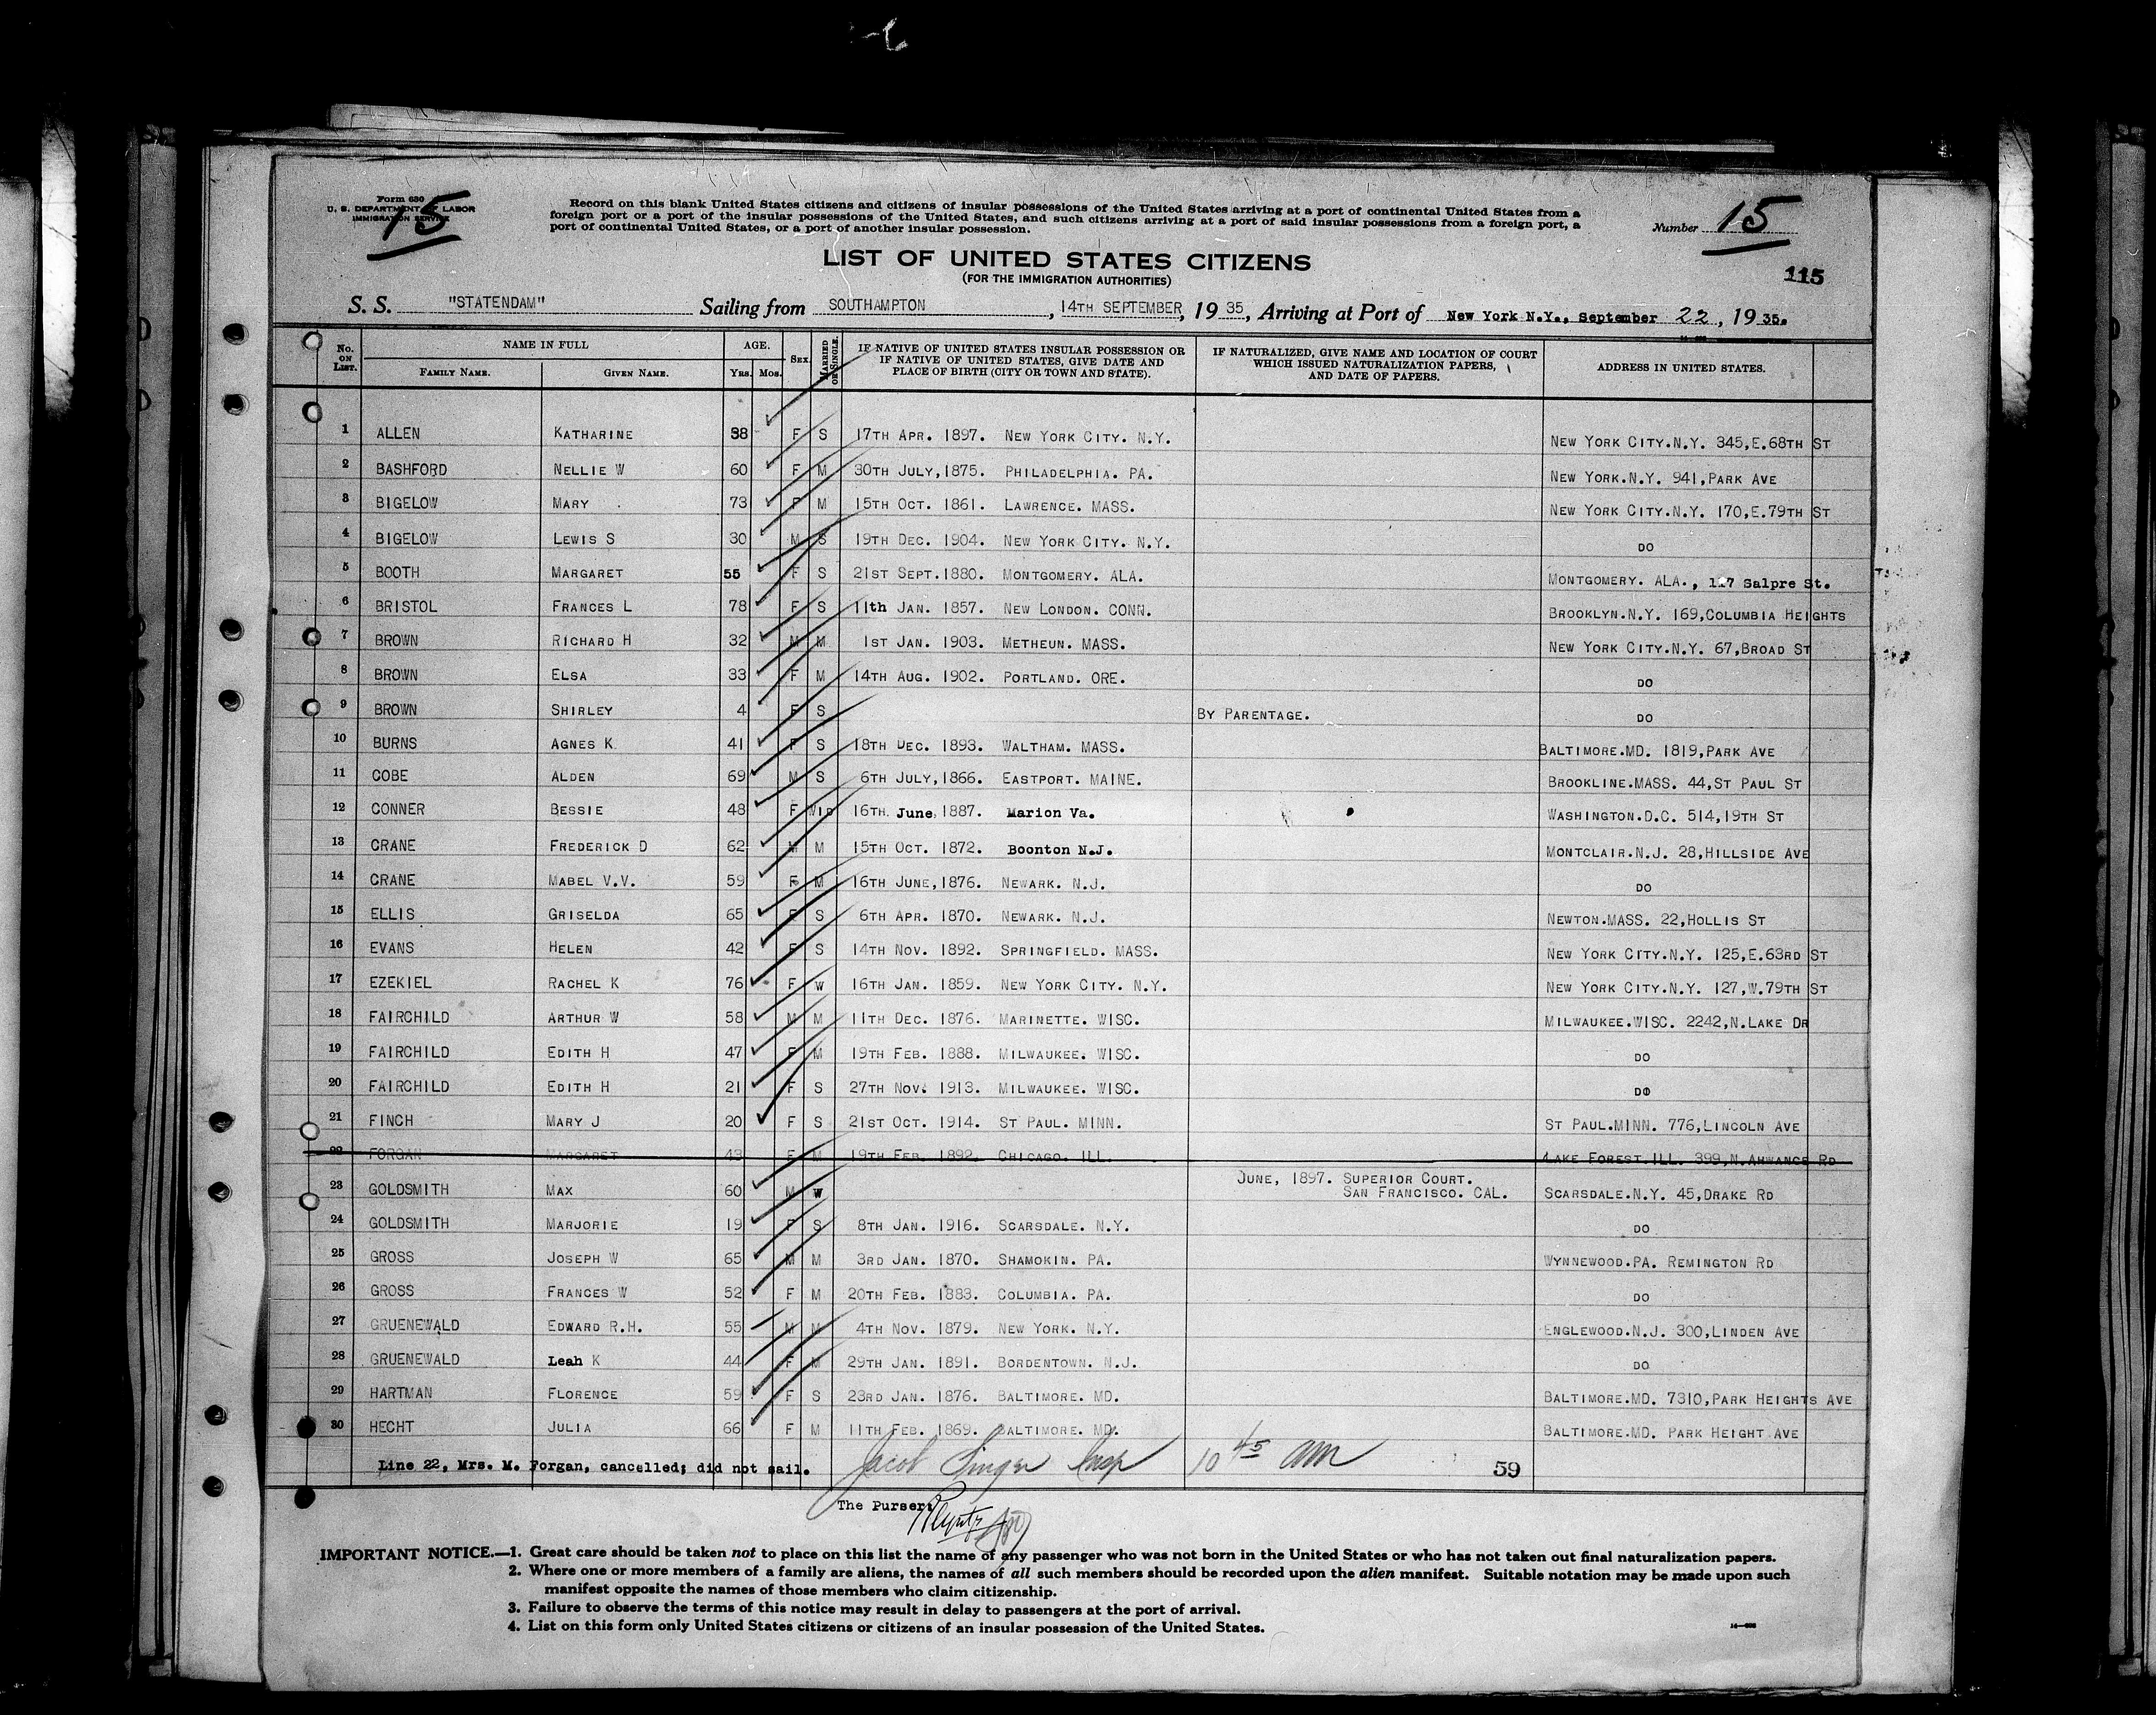 Form 630
U. S. DEPARTMENT OF LABOR
IMMIGRATION SERVICE
15
Record on this blank United States citizens and citizens of insular possessions of the United States arriving at a port of continental United States from a
foreign port or a port of the insular possessions of the United States, and such citizens arriving at a port of said insular possessions from a foreign port, a
port of continental United States, or a port of another insular possession.
Number 15
115
LIST OF UNITED STATES CITIZENS
(FOR THE IMMIGRATION AUTHORITIES)
S. S. "STATENDAM" Sailing from SOUTHAMPTON, 14TH SEPTEMBER, 1935, Arriving at Port of New York N.Y., September 22, 1935.
No. ON LIST. NAME IN FULL FAMILY NAME. GIVEN NAME. AGE. Yrs. Mos. SEX. MARRIED OR SINGLE. IF NATIVE OF UNITED STATES INSULAR POSSESSION OR IF NATIVE OF UNITED STATES, GIVE DATE AND PLACE OF BIRTH (CITY OR TOWN AND STATE). IF NATURALIZED, GIVE NAME AND LOCATION OF COURT WHICH ISSUED NATURALIZATION PAPERS, AND DATE OF PAPERS. ADDRESS IN UNITED STATES.
1 ALLEN KATHARINE 38 F S 17TH APR. 1897. NEW YORK CITY. N.Y. NEW YORK CITY.N.Y. 345,E.68TH ST
2 BASHFORD NELLIE W 60 F M 30TH JULY,1875. PHILADELPHIA. PA. NEW YORK.N.Y. 941,PARK AVE
3 BIGELOW MARY 73 F M 15TH OCT. 1861. LAWRENCE. MASS. NEW YORK CITY.N.Y. 170,E.79TH ST
4 BIGELOW LEWIS S 30 M S 19TH DEC. 1904. NEW YORK CITY. N.Y. DO
5 BOOTH MARGARET 55 F S 21ST SEPT.1880. MONTGOMERY. ALA. MONTGOMERY. ALA., 117 Salpre St.
6 BRISTOL FRANCES L 78 F S 11th JAN. 1857. NEW LONDON. CONN. BROOKLYN.N.Y. 169,COLUMBIA HEIGHTS
7 BROWN RICHARD H 32 M M 1ST JAN. 1903. METHEUN. MASS. NEW YORK CITY.N.Y. 67,BROAD ST
8 BROWN ELSA 33 F M 14TH AUG. 1902. PORTLAND. ORE. DO
9 BROWN SHIRLEY 4 F S BY PARENTAGE. DO
10 BURNS AGNES K 41 F S 18TH DEC. 1893. WALTHAM. MASS. BALTIMORE.MD. 1819,PARK AVE
11 COBE ALDEN 69 M S 6TH JULY,1866. EASTPORT. MAINE. BROOKLINE.MASS. 44,ST PAUL ST
12 CONNER BESSIE 48 F WID 16TH June, 1887. Marion Va. WASHINGTON.D.C. 514,19TH ST
13 CRANE FREDERICK D 62 M M 15TH OCT. 1872. Boonton N.J. MONTCLAIR.N.J. 28,HILLSIDE AVE
14 CRANE MABEL V.V. 59 F M 16TH JUNE,1876. NEWARK. N.J. DO
15 ELLIS GRISELDA 65 F S 6TH APR. 1870. NEWARK. N.J. NEWTON.MASS. 22,HOLLIS ST
16 EVANS HELEN 42 F S 14TH NOV. 1892. SPRINGFIELD. MASS. NEW YORK CITY.N.Y. 125,E.63RD ST
17 EZEKIEL RACHEL K 76 F W 16TH JAN. 1859. NEW YORK CITY. N.Y. NEW YORK CITY.N.Y. 127,W.79TH ST
18 FAIRCHILD ARTHUR W 58 M M 11TH DEC. 1876. MARINETTE. WISC. MILWAUKEE.WISC. 2242,N.LAKE DR
19 FAIRCHILD EDITH H 47 F M 19TH FEB. 1888. MILWAUKEE. WISC. DO
20 FAIRCHILD EDITH H 21 F S 27TH NOV. 1913. MILWAUKEE. WISC. DO
21 FINCH MARY J 20 F S 21ST OCT. 1914. ST PAUL. MINN. ST PAUL.MINN. 776,LINCOLN AVE
22 FORGAN MARGARET 43 F M 19TH FEB. 1892. CHICAGO. ILL. LAKE FOREST.ILL. 399,N.AHWANCE RD
23 GOLDSMITH MAX 60 M W JUNE, 1897. SUPERIOR COURT. SAN FRANCISCO. CAL. SCARSDALE.N.Y. 45,DRAKE RD
24 GOLDSMITH MARJORIE 19 F S 8TH JAN. 1916. SCARSDALE. N.Y. DO
25 GROSS JOSEPH W 65 M M 3RD JAN. 1870. SHAMOKIN. PA. WYNNEWOOD.PA. REMINGTON RD
26 GROSS FRANCES W 52 F M 20TH FEB. 1883. COLUMBIA. PA. DO
27 GRUENEWALD EDWARD R.H. 55 M M 4TH NOV. 1879. NEW YORK. N.Y. ENGLEWOOD.N.J. 300,LINDEN AVE
28 GRUENEWALD Leah K 44 F M 29TH JAN. 1891. BORDENTOWN. N.J. DO
29 HARTMAN FLORENCE 59 F S 23RD JAN. 1876. BALTIMORE. MD. BALTIMORE.MD. 7310,PARK HEIGHTS AVE
30 HECHT JULIA 66 F M 11TH FEB. 1869. BALTIMORE. MD. BALTIMORE.MD. PARK HEIGHT AVE
Line 22, Mrs. M. Forgan, cancelled; did not sail. Jacob Singer Insp 10 45 am 59
The Purser:
IMPORTANT NOTICE.—1. Great care should be taken not to place on this list the name of any passenger who was not born in the United States or who has not taken out final naturalization papers.
2. Where one or more members of a family are aliens, the names of all such members should be recorded upon the alien manifest. Suitable notation may be made upon such
manifest opposite the names of those members who claim citizenship.
3. Failure to observe the terms of this notice may result in delay to passengers at the port of arrival.
4. List on this form only United States citizens or citizens of an insular possession of the United States.